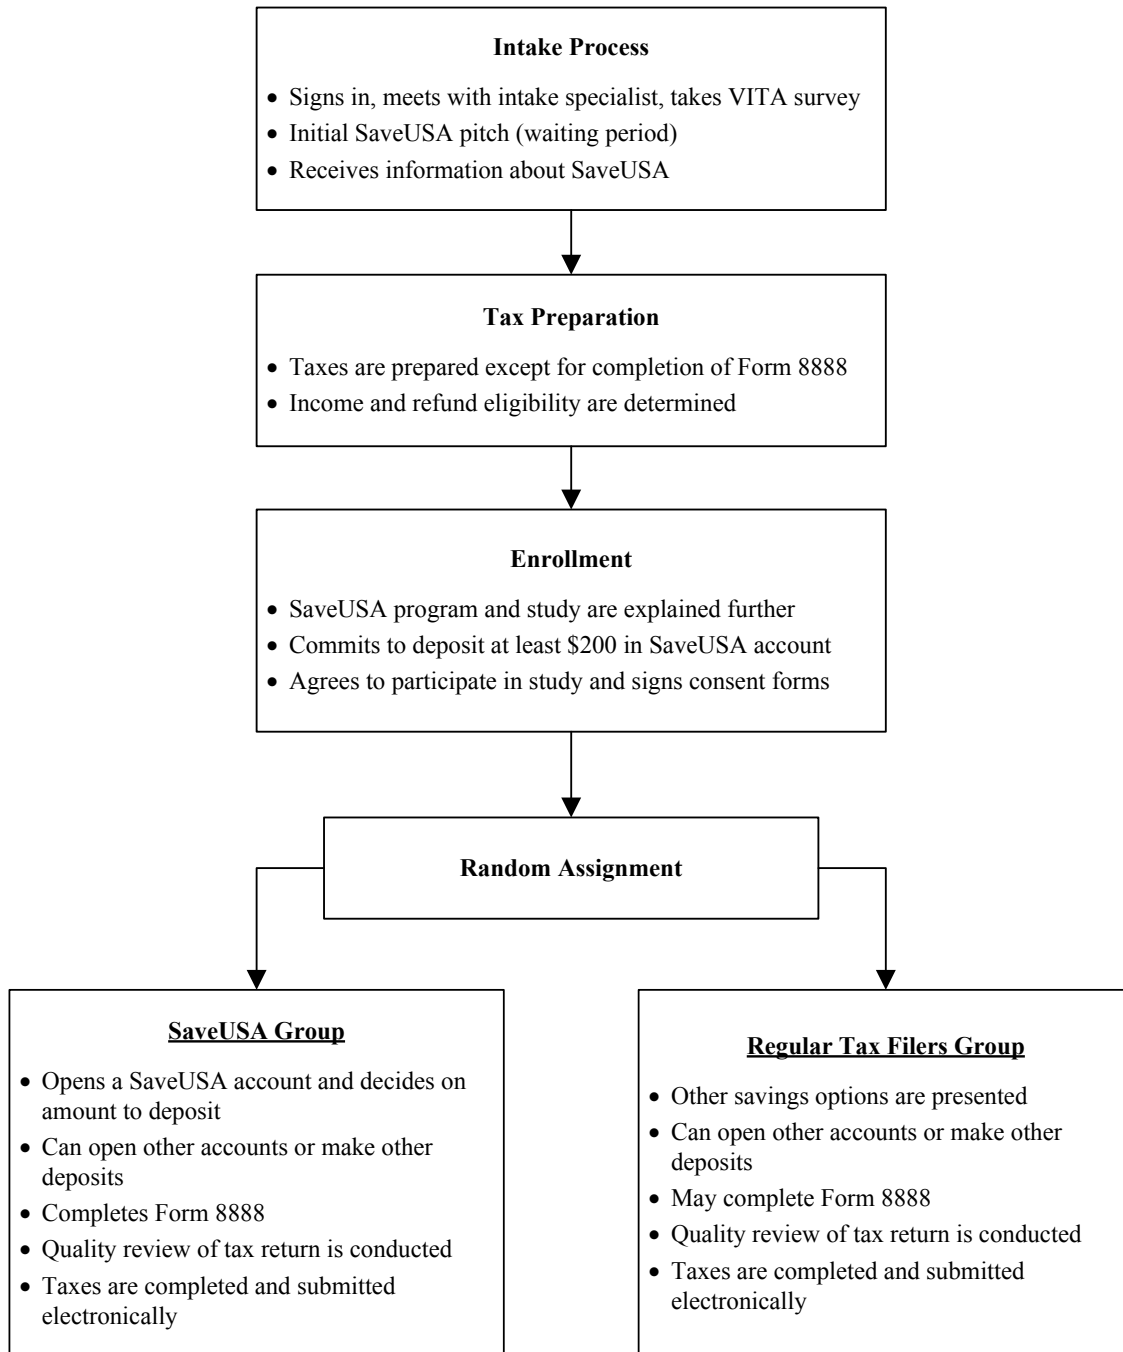 Intake Process
• Signs in, meets with intake specialist, takes VITA survey
• Initial SaveUSA pitch (waiting period)
• Receives information about SaveUSA
Tax Preparation
• Taxes are prepared except for completion of Form 8888
• Income and refund eligibility are determined
Enrollment
• SaveUSA program and study are explained further
• Commits to deposit at least $200 in SaveUSA account
• Agrees to participate in study and signs consent forms
Random Assignment
SaveUSA Group
• Opens a SaveUSA account and decides on
amount to deposit
• Can open other accounts or make other
deposits
• Completes Form 8888
• Quality review of tax return is conducted
• Taxes are completed and submitted
electronically
Regular Tax Filers Group
• Other savings options are presented
• Can open other accounts or make other
deposits
• May complete Form 8888
• Quality review of tax return is conducted
• Taxes are completed and submitted
electronically